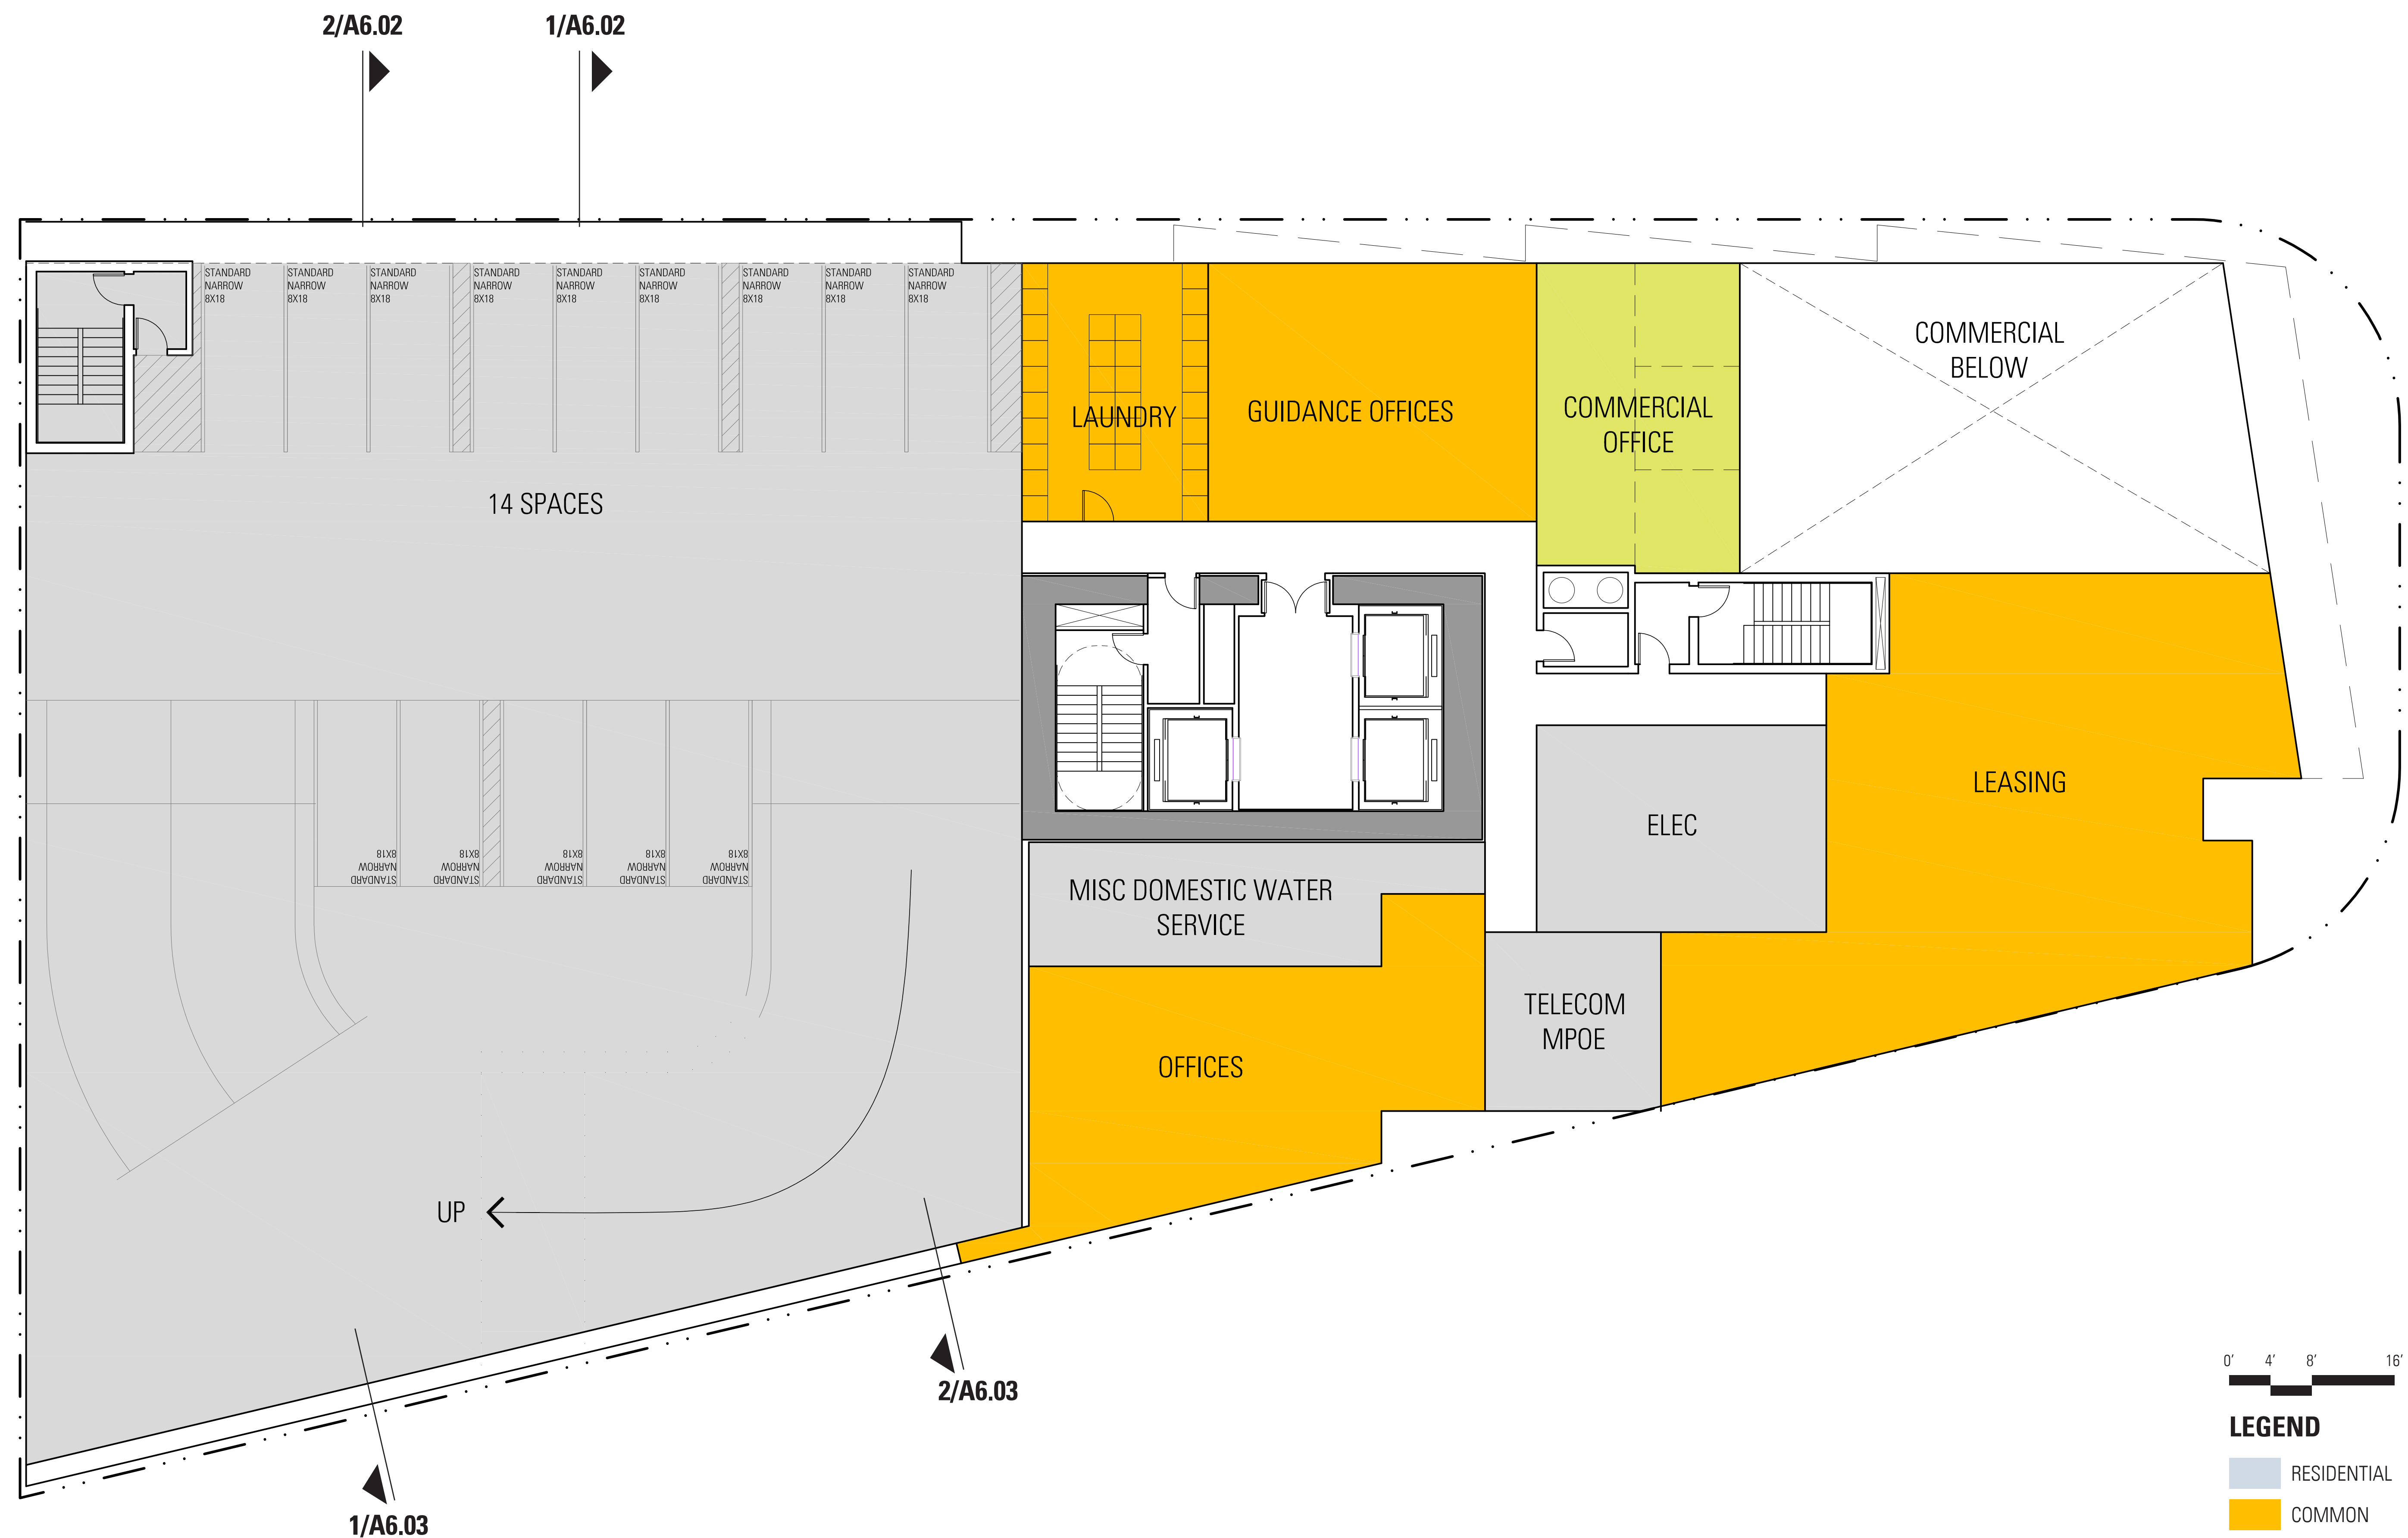 2/A6.02
1/A6.02
STANDARD
NARROW
8X18
STANDARD
NARROW
8X18
STANDARD
NARROW
8X18
STANDARD
NARROW
8X18
STANDARD
NARROW
8X18
STANDARD
NARROW
8X18
STANDARD
NARROW
8X18
STANDARD
NARROW
8X18
STANDARD
NARROW
8X18
COMMERCIAL
BELOW
LAUNDRY
GUIDANCE OFFICES
COMMERCIAL
OFFICE
14 SPACES
LEASING
ELEC
STANDARD
NARROW
8X18
STANDARD
NARROW
8X18
STANDARD
NARROW
8X18
STANDARD
NARROW
8X18
STANDARD
NARROW
8X18
MISC DOMESTIC WATER
SERVICE
TELECOM
MPOE
OFFICES
UP
2/A6.03
1/A6.03
0' 4' 8' 16'
LEGEND
RESIDENTIAL
COMMON